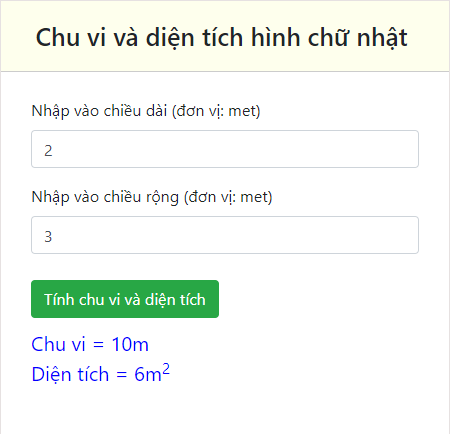 Chu vi và diện tích hình chữ nhật
Nhập vào chiều dài (đơn vị: met)
2
Nhập vào chiều rộng (đơn vị: met)
3
Tính chu vi và diện tích
Chu vi = 10m
Diện tích = 6m²